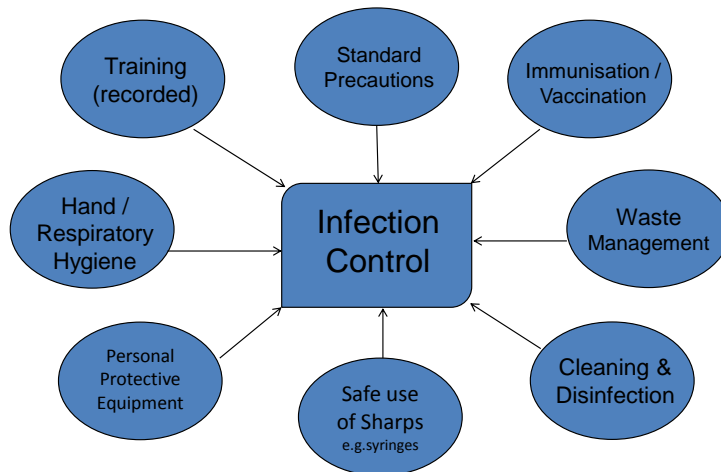 Training
(recorded)
Standard
Precautions
Immunisation /
Vaccination
Hand /
Respiratory
Hygiene
Infection
Control
Waste
Management
Personal
Protective
Equipment
Safe use
of Sharps
e.g.syringes
Cleaning &
Disinfection